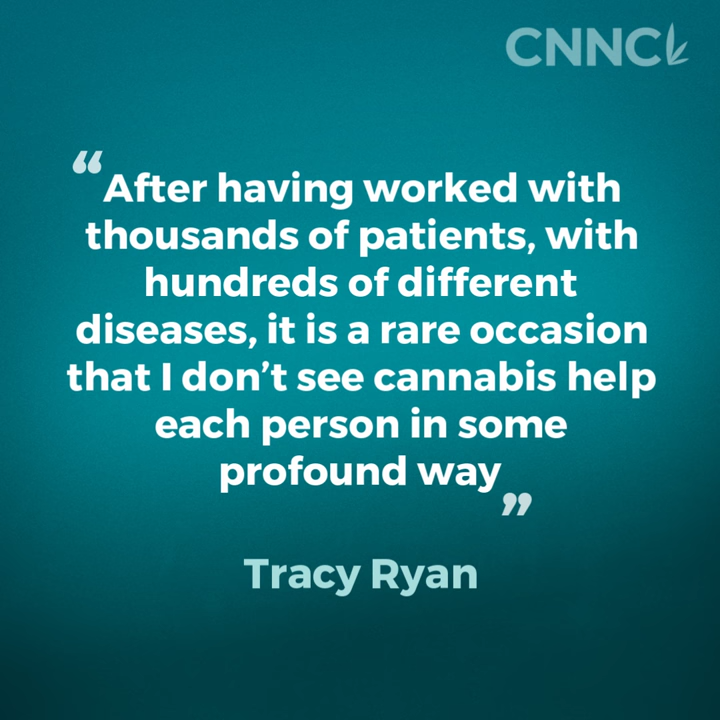 CNNCL
“After having worked with
thousands of patients, with
hundreds of different
diseases, it is a rare occasion
that I don’t see cannabis help
each person in some
profound way”
Tracy Ryan